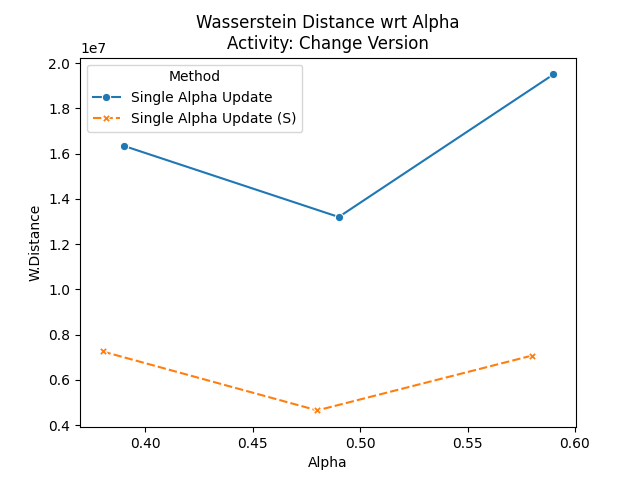 Wasserstein Distance wrt Alpha
Activity: Change Version
1e7
Method
Single Alpha Update
Single Alpha Update (S)
W.Distance
2.0
1.8
1.6
1.4
1.2
1.0
0.8
0.6
0.4
0.40 0.45 0.50 0.55 0.60
Alpha